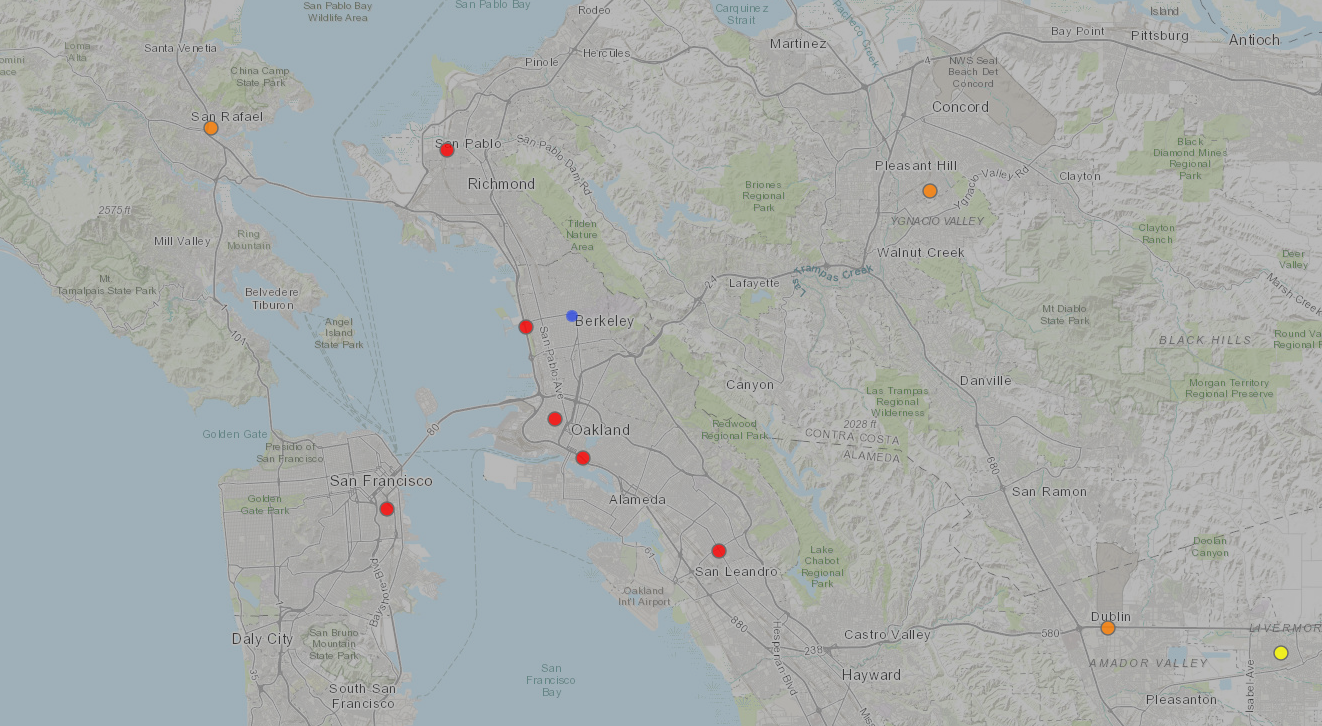 San Pablo Bay
Wildlife Area
San Pablo Bay
Rodeo
Carquinez
Strait
Pacheco Creek
Island
Santa Venetia
Loma
Alta
Hercules
Pinole
Martinez
Bay Point
Pittsburg
Antioch
China Camp
State Park
4
NWS Seal
Beach Det
Concord
San Rafael
Concord
San Pablo
San Pablo Dam Rd
Richmond
Pleasant Hill
Ygnacio Valley Rd
Clayton
Black
Diamond Mines
Regional
Park
Briones
Regional
Park
2575 ft
Mill Valley
Ring
Mountain
Tilden
Nature
Area
YGNACIO VALLEY
Walnut Creek
Clayton
Ranch
Deer
Valley
Mt
Tamalpais State Park
Belvedere
Tiburon
Las Trampas Creek
Lafayette
24
Marsh Creek
Angel
Island
State Park
1
101
Berkeley
San Pablo Ave
Mt Diablo
State Park
BLACK HILLS
Round Va
Regional P
Canyon
Danville
Las Trampas
Regional
Wilderness
Morgan Territory
Regional Preserve
80
Golden Gate
Presidio of
San Francisco
Oakland
Redwood
Regional Park
2028 ft
CONTRA COSTA
ALAMEDA
680
San Francisco
Golden
Gate Park
Alameda
San Ramon
61
Lake
Chabot
Regional
Park
Doolan
Canyon
San Leandro
Oakland
Int'l Airport
Bayshore Blvd
880
Dublin
580
LIVERMOR
Daly City
San Bruno
Mountain
State Park
Hesperian Blvd
Castro Valley
238
AMADOR VALLEY
San
Francisco
Bay
35
South San
Francisco
Hayward
Isabel Ave
Pleasanton